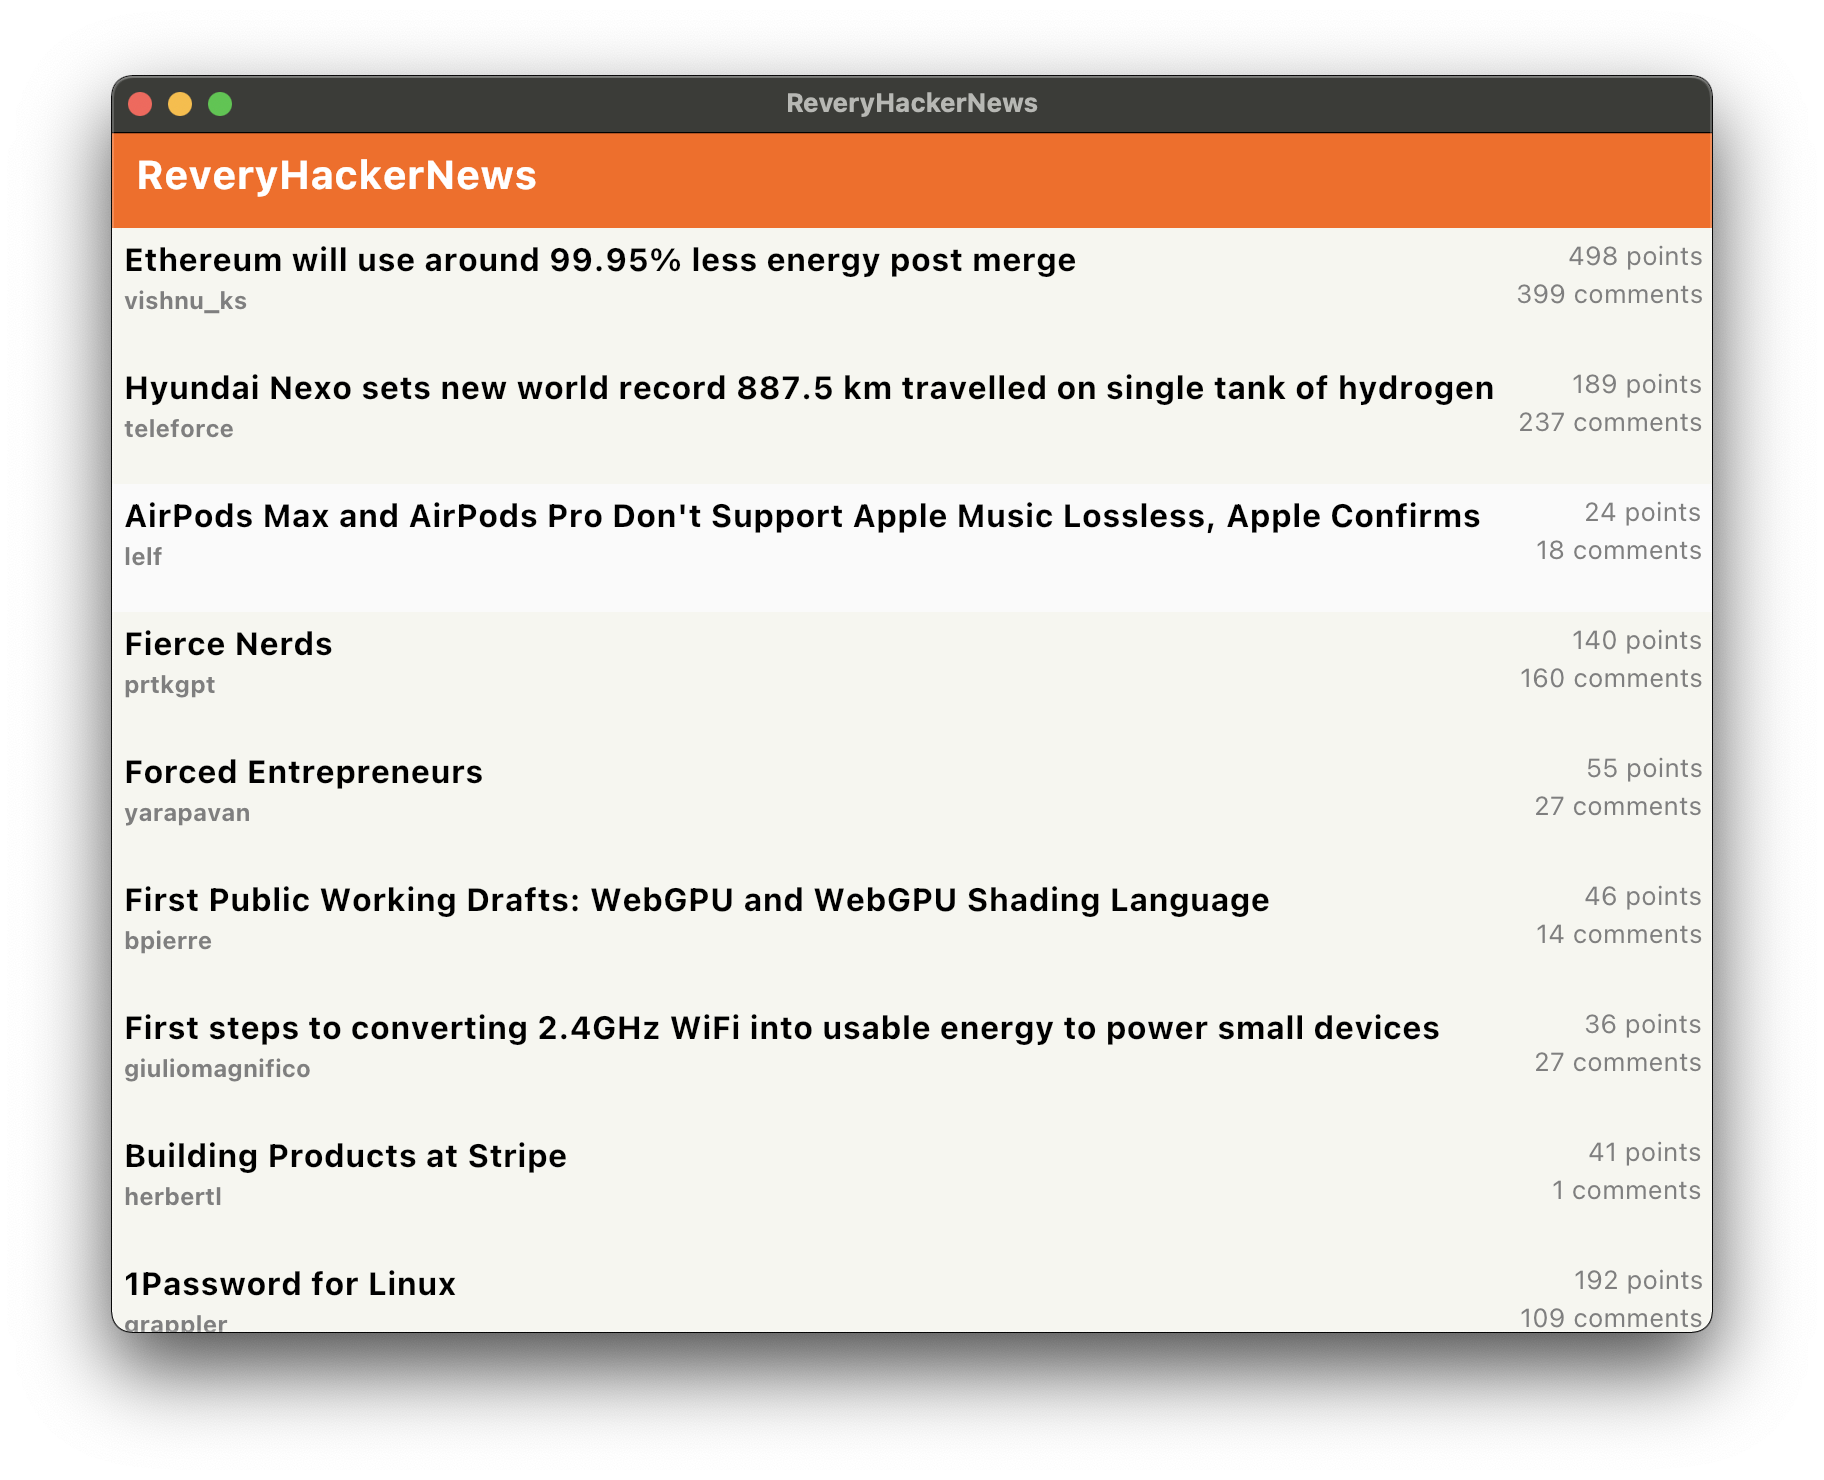 ReveryHackerNews
ReveryHackerNews
Ethereum will use around 99.95% less energy post merge
498 points
vishnu_ks
399 comments
Hyundai Nexo sets new world record 887.5 km travelled on single tank of hydrogen
189 points
teleforce
237 comments
AirPods Max and AirPods Pro Don't Support Apple Music Lossless, Apple Confirms
24 points
lelf
18 comments
Fierce Nerds
140 points
prtkgpt
160 comments
Forced Entrepreneurs
55 points
yarapavan
27 comments
First Public Working Drafts: WebGPU and WebGPU Shading Language
46 points
bpierre
14 comments
First steps to converting 2.4GHz WiFi into usable energy to power small devices
36 points
giuliomagnifico
27 comments
Building Products at Stripe
41 points
herbertl
1 comments
1Password for Linux
192 points
grappler
109 comments